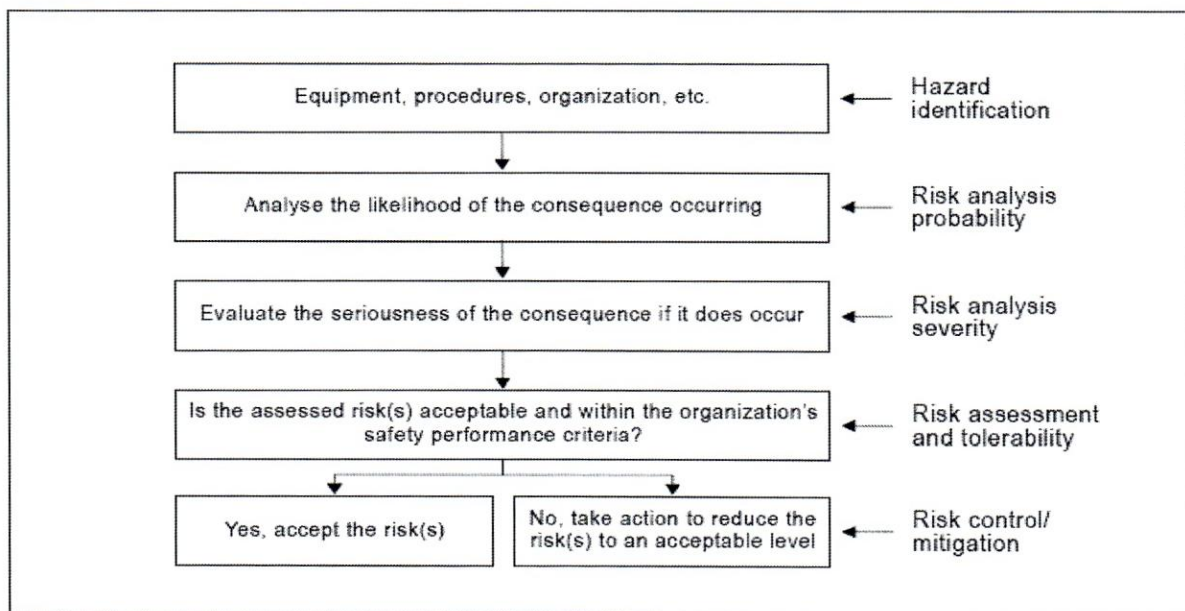 Equipment, procedures, organization, etc.
Hazard
identification
Analyse the likelihood of the consequence occurring
Risk analysis
probability
Evaluate the seriousness of the consequence if it does occur
Risk analysis
severity
Is the assessed risk(s) acceptable and within the organization's
safety performance criteria?
Risk assessment
and tolerability
Yes, accept the risk(s)
No, take action to reduce the
risk(s) to an acceptable level
Risk control/
mitigation